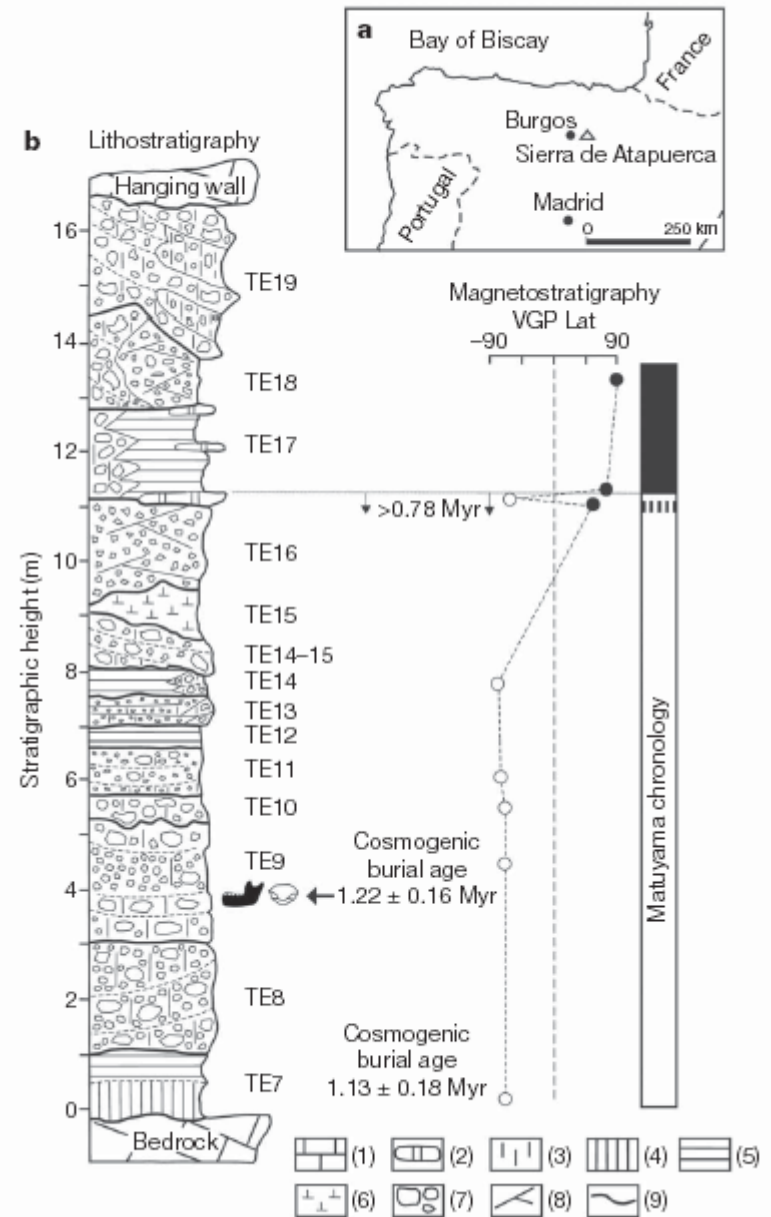 a
Bay of Biscay
France
Burgos
Sierra de Atapuerca
Portugal
Madrid
0 250 km
b
Lithostratigraphy
Hanging wall
Stratigraphic height (m)
16
14
12
10
8
6
4
2
0
TE19
TE18
TE17
TE16
TE15
TE14–15
TE14
TE13
TE12
TE11
TE10
TE9
TE8
TE7
Bedrock
Magnetostratigraphy
VGP Lat
–90 90
>0.78 Myr
Cosmogenic
burial age
1.22 ± 0.16 Myr
Cosmogenic
burial age
1.13 ± 0.18 Myr
Matuyama chronology
(1) (2) (3) (4) (5)
(6) (7) (8) (9)